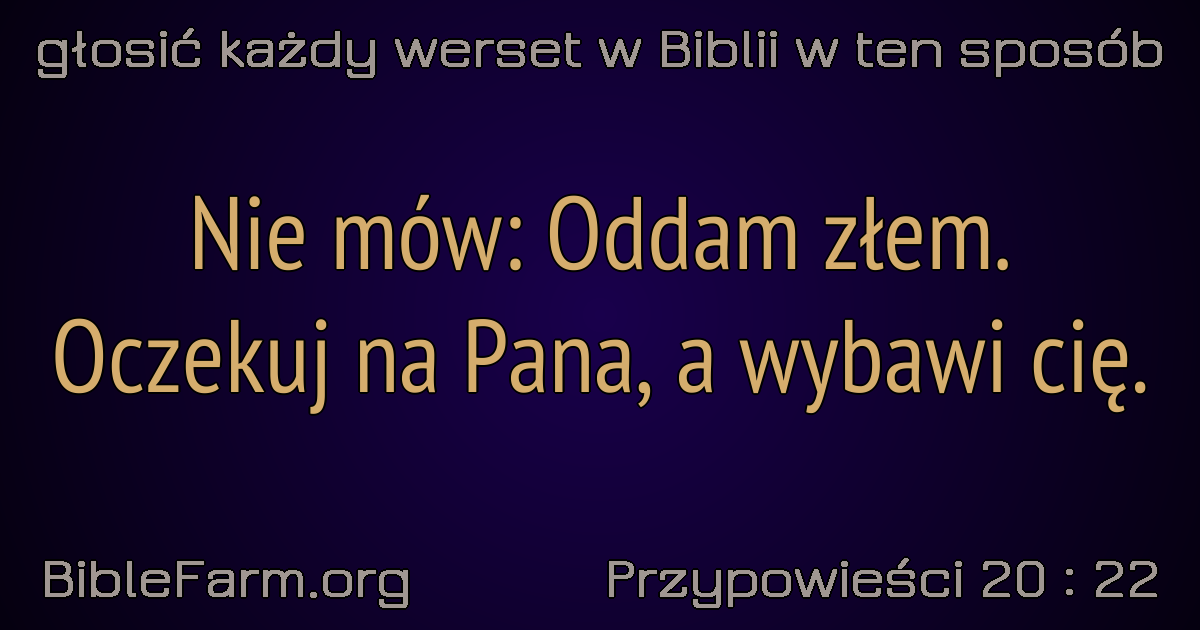 głosić każdy werset w Biblii w ten sposób
Nie mów: Oddam złem.
Oczekuj na Pana, a wybawi cię.
BibleFarm.org
Przypowieści 20 : 22